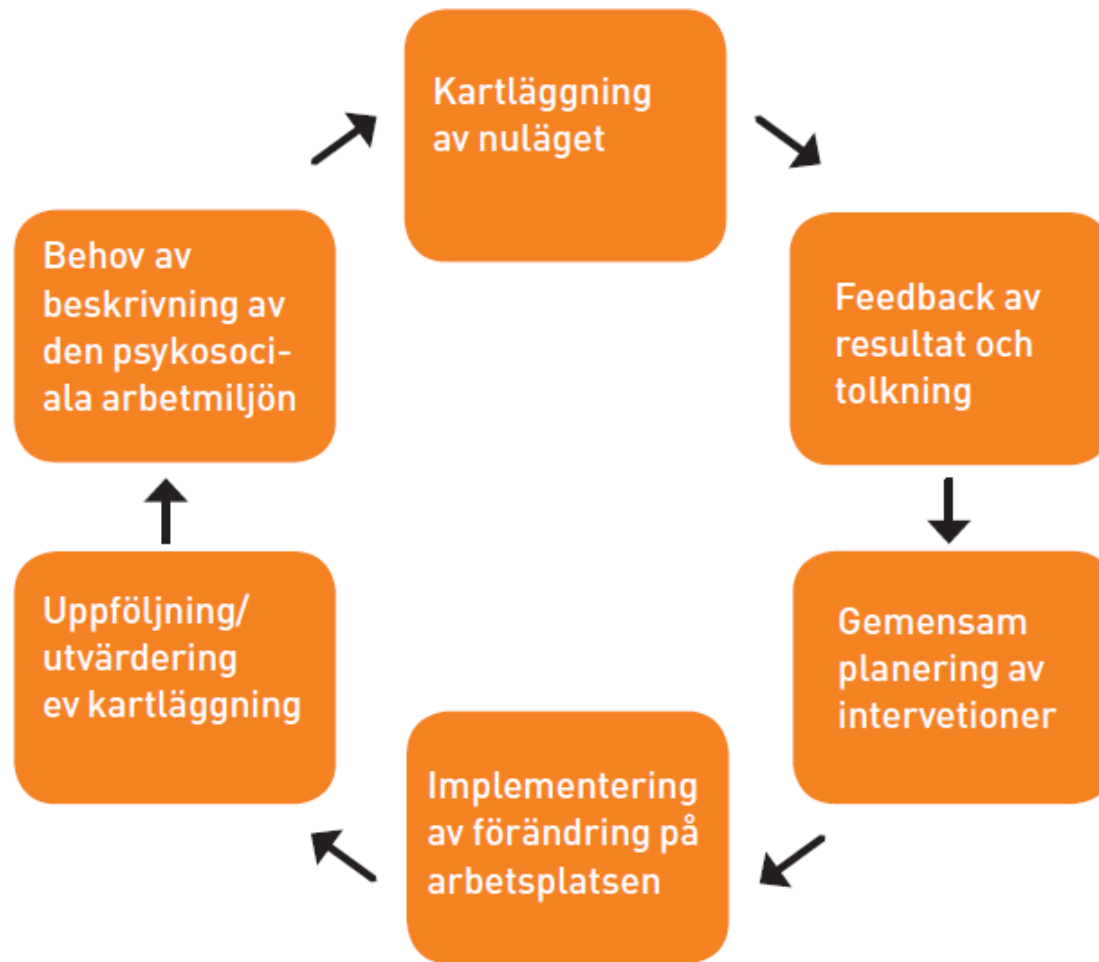 Kartläggning
av nuläget
Feedback av
resultat och
tolkning
Gemensam
planering av
intervetioner
Implementering
av förändring på
arbetsplatsen
Uppföljning/
utvärdering
ev kartläggning
Behov av
beskrivning av
den psykosoci-
ala arbetmiljön